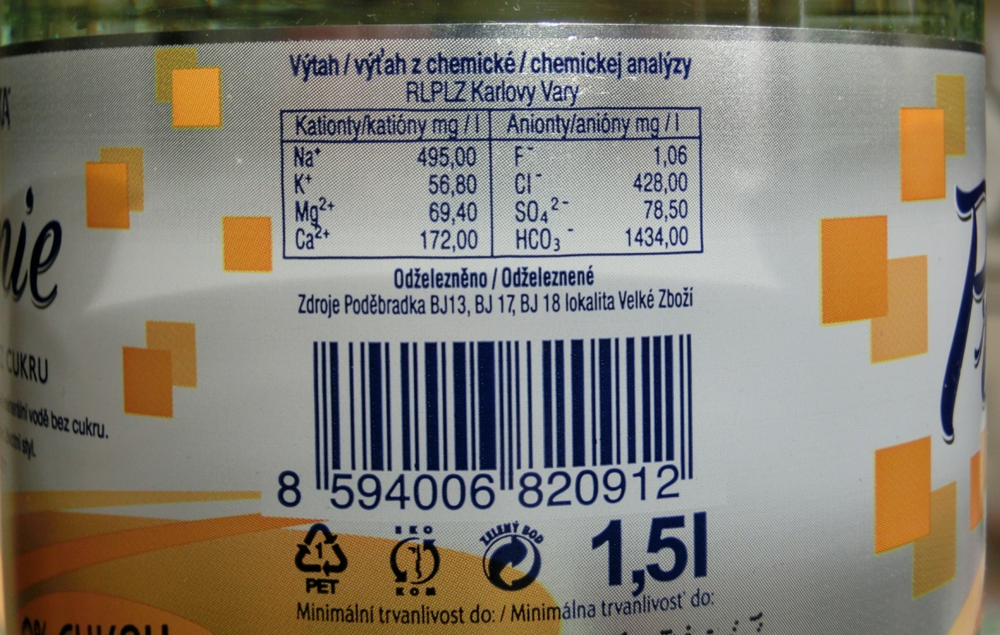 Výtah / výťah z chemické / chemickej analýzy
RLPLZ Karlovy Vary
Kationty/katióny mg / l Anionty/anióny mg / l
Na⁺ 495,00 F⁻ 1,06
K⁺ 56,80 Cl⁻ 428,00
Mg²⁺ 69,40 SO₄²⁻ 78,50
Ca²⁺ 172,00 HCO₃⁻ 1434,00
Odželezněno / Odželeznené
Zdroje Poděbradka BJ13, BJ 17, BJ 18 lokalita Velké Zboží
CUKRU
vodě bez cukru.
styl.
8 594006 820912
1
PET
EKO
KOM
ZELENÝ BOD
1,5l
Minimální trvanlivost do: / Minimálna trvanlivosť do: